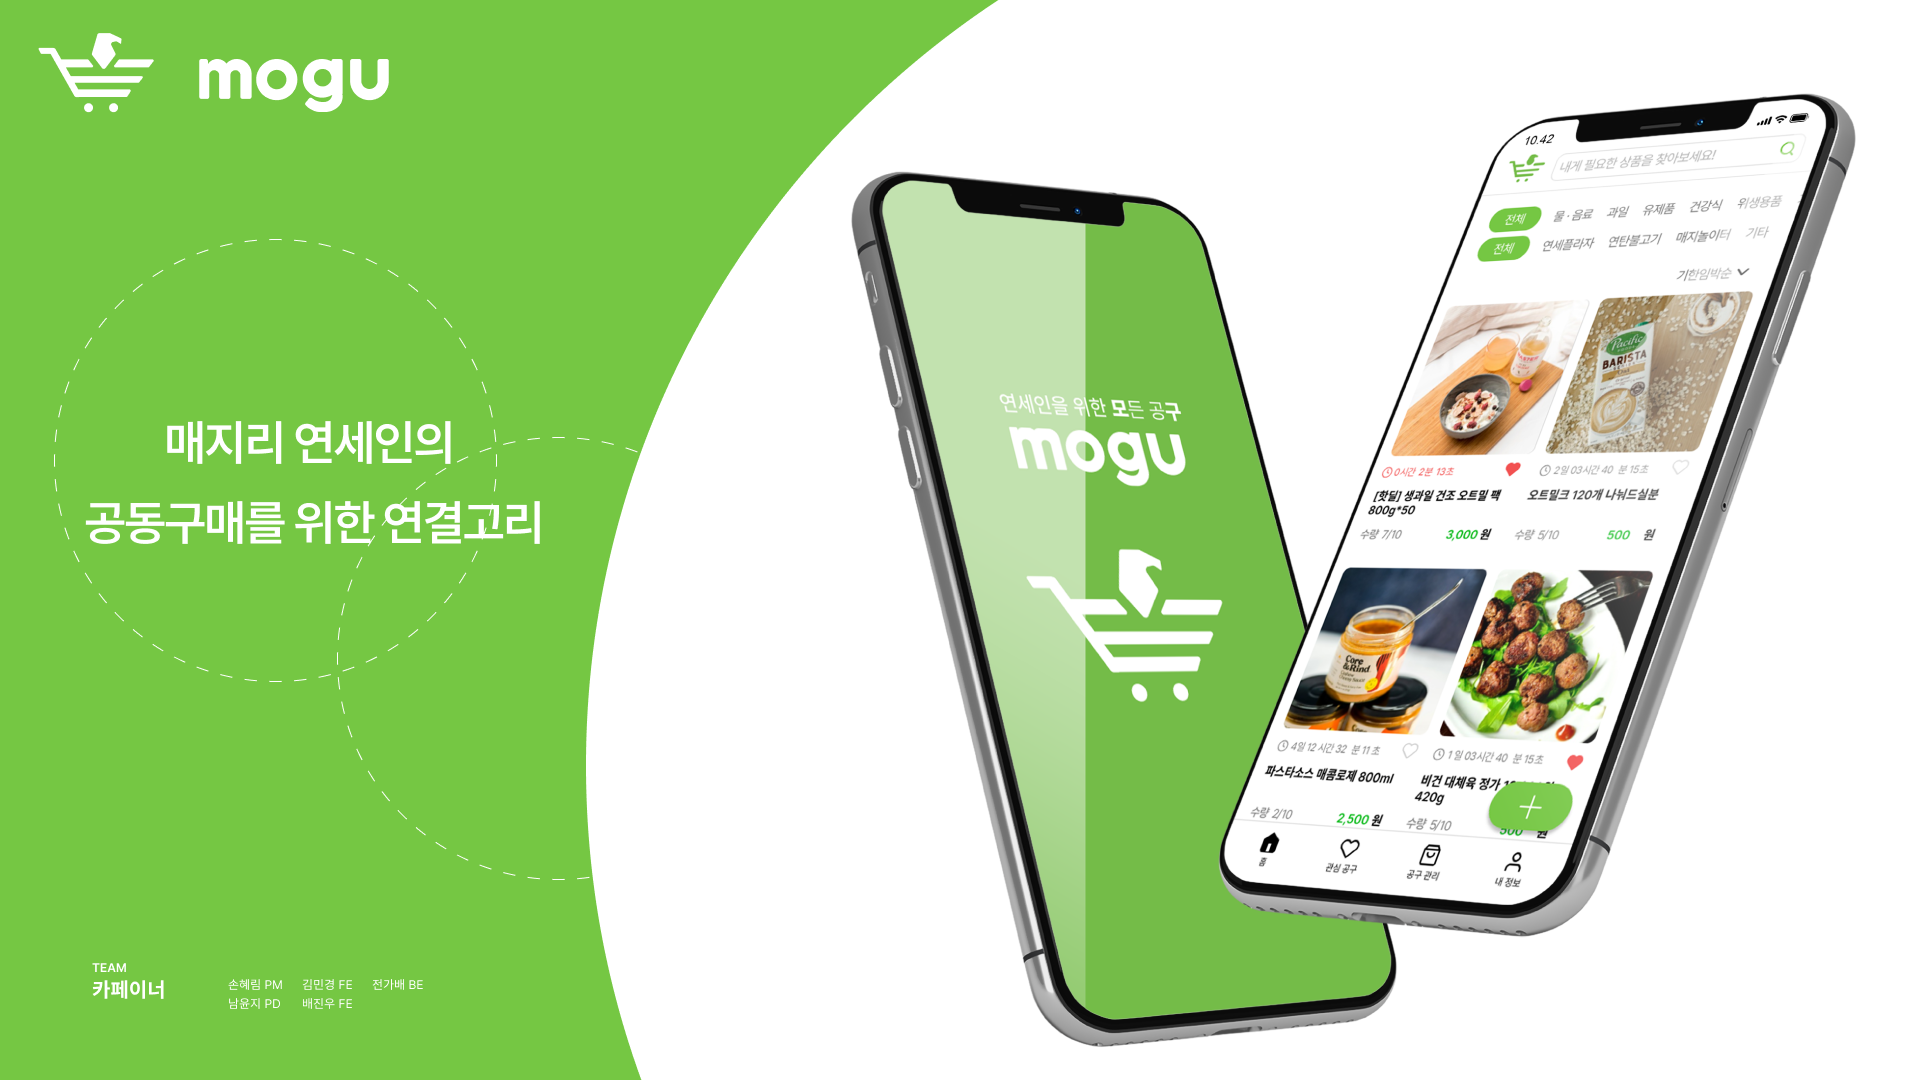 mogu
매지리 연세인의
공동구매를 위한 연결고리
TEAM
카페이너
손혜림 PM 김민경 FE 전가배 BE
남윤지 PD 배진우 FE
연세인을 위한 모든 공구
mogu
10.42
내게 필요한 상품을 찾아보세요!
전체 물·음료 과일 유제품 건강식 위생용품
전체 연세플라자 연탄불고기 매지놀이터 기타
기한임박순
Pacific
BARISTA
0시간 2분 13초
2일 03시간 40 분 15초
[핫딜] 생과일 건조 오트밀 팩
800g*50
오트밀크 120개 나눠드실분
수량 7/10 3,000 원
수량 5/10 500 원
Core
&Rind
4일 12시간 32 분 11초
1일 03시간 40 분 15초
파스타소스 매콤로제 800ml
비건 대체육 정가
420g
수량 2/10 2,500 원
수량 5/10 500 원
홈 관심 공구 공구 관리 내 정보